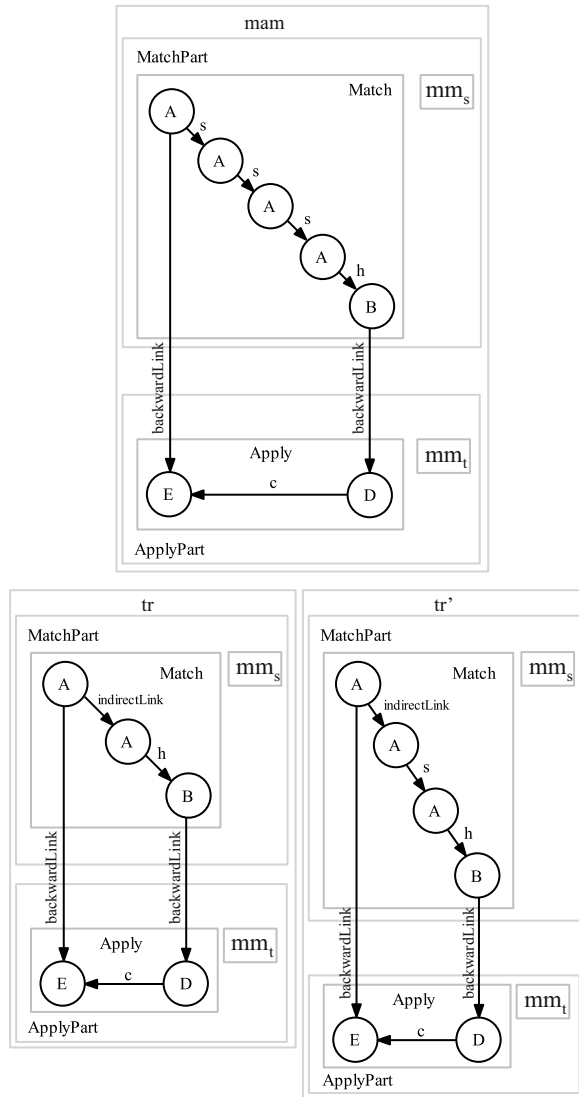 mam
MatchPart
Match
mm_s
A
s
A
s
A
s
A
h
B
backwardLink
backwardLink
Apply
mm_t
E
c
D
ApplyPart
tr
MatchPart
Match
mm_s
A
indirectLink
A
h
B
backwardLink
backwardLink
Apply
mm_t
E
c
D
ApplyPart
tr'
MatchPart
Match
mm_s
A
indirectLink
A
s
A
h
B
backwardLink
backwardLink
Apply
mm_t
E
c
D
ApplyPart